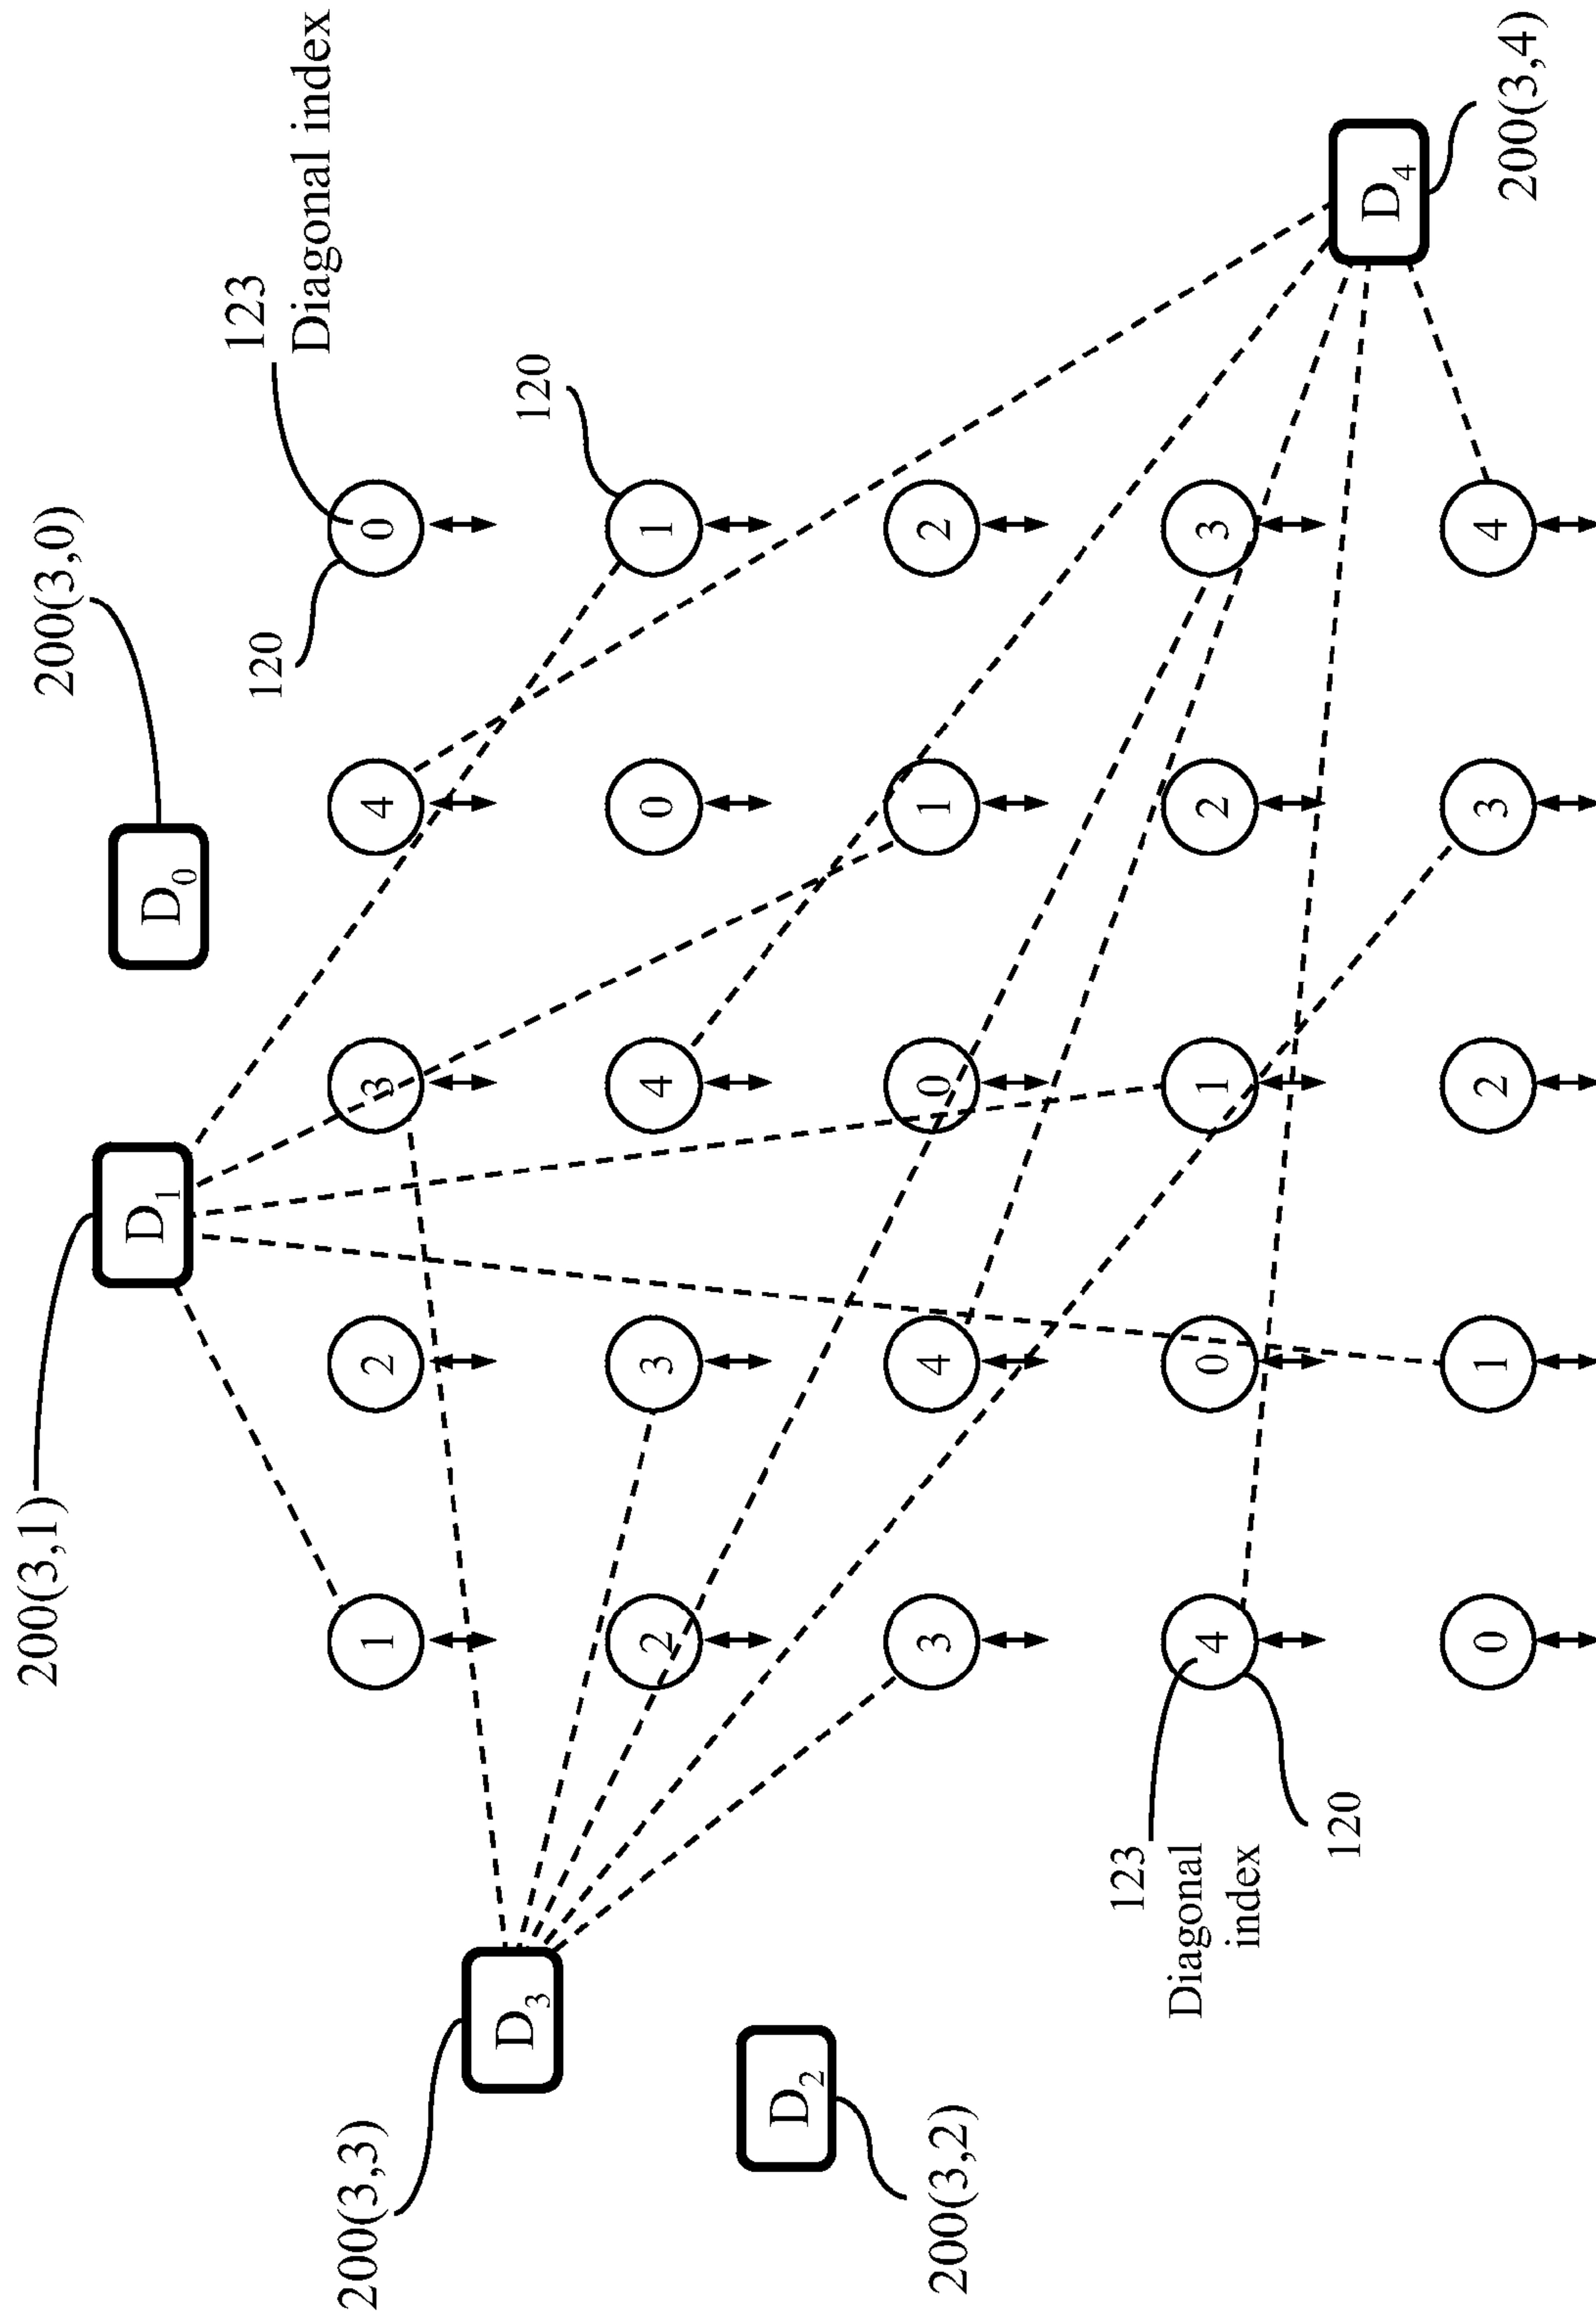 200(3,1)
200(3,0)
D₁
D₀
123
Diagonal index
120
200(3,3)
1 2 3 4 0
D₃
120
2 3 4 0 1
D₂
200(3,2)
3 4 0 1 2
123
Diagonal
index
4 0 1 2 3
120
D₄
0 1 2 3 4
200(3,4)